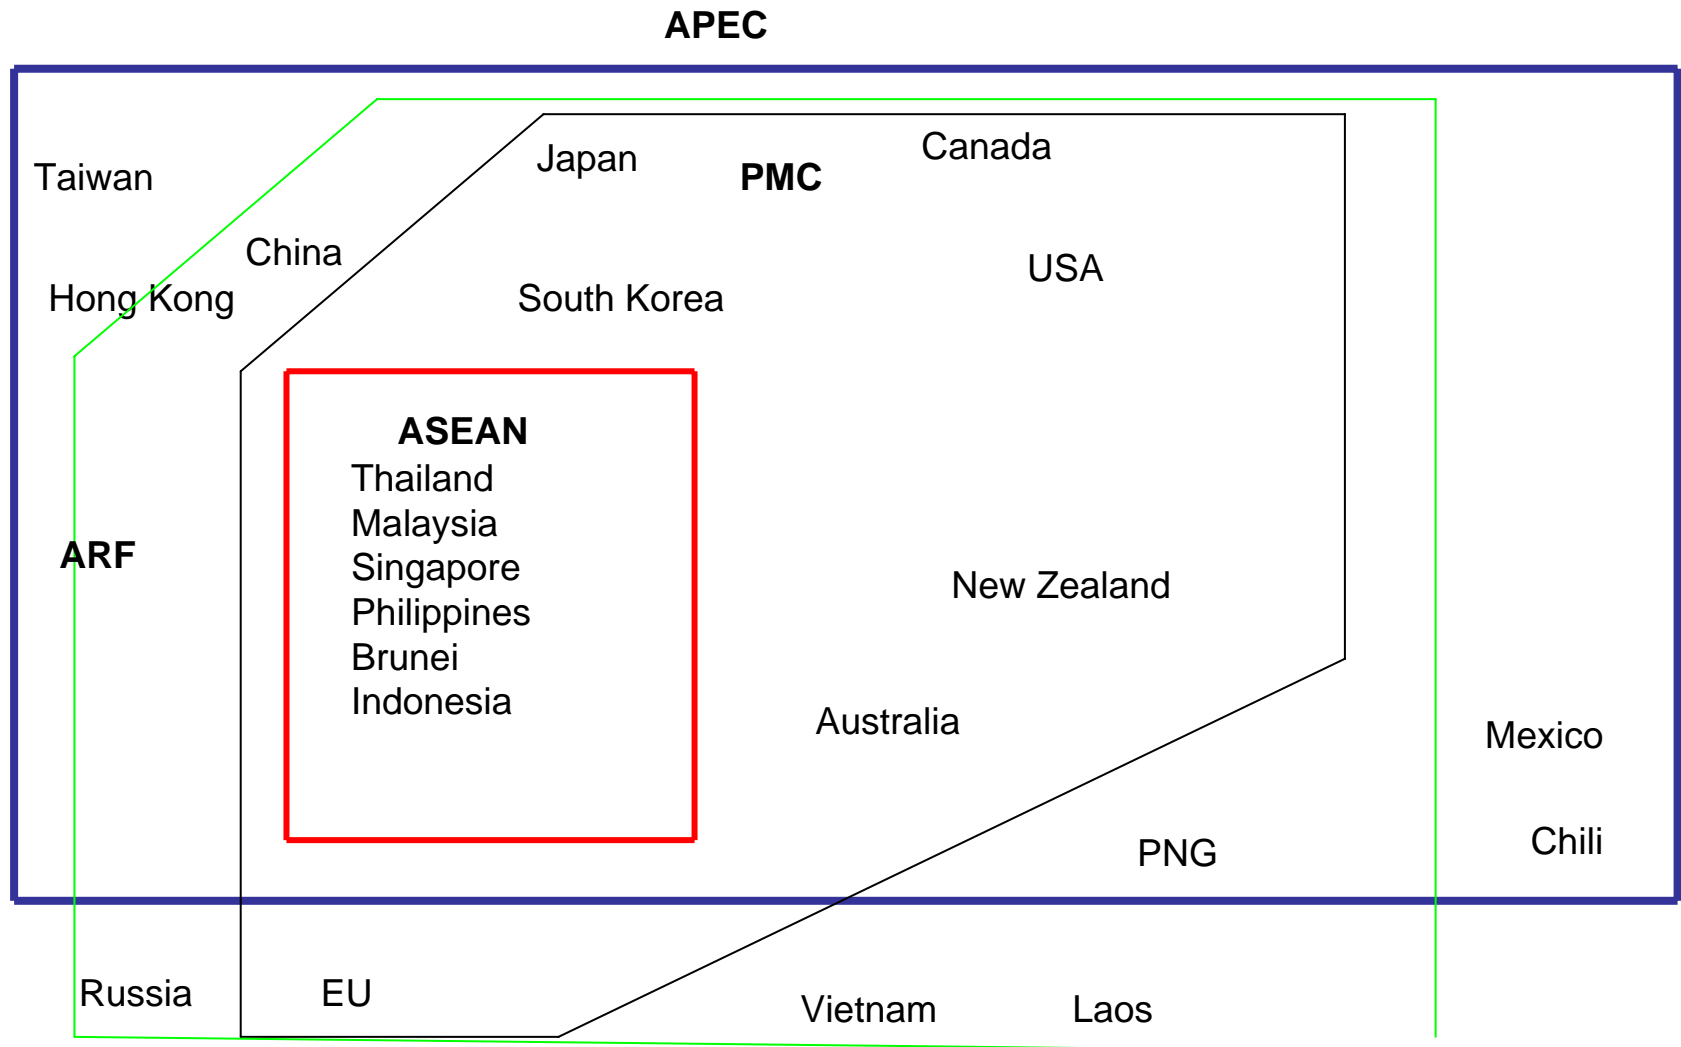 APEC
Taiwan
Japan
PMC
Canada
China
USA
Hong Kong
South Korea
ASEAN
Thailand
Malaysia
Singapore
Philippines
Brunei
Indonesia
ARF
New Zealand
Australia
Mexico
PNG
Chili
Russia
EU
Vietnam
Laos